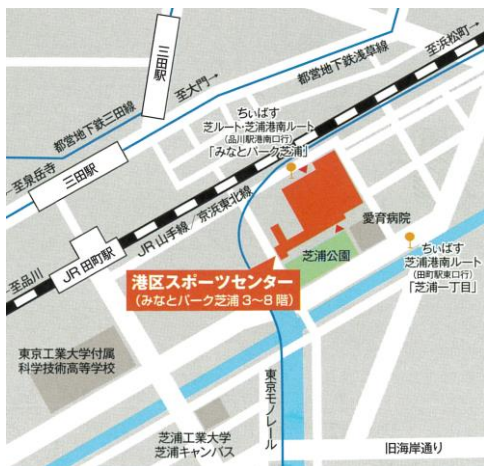 三田駅
至大門→
都営地下鉄浅草線
至浜松町→
都営地下鉄三田線
ちぃばす
芝ルート・芝浦港南ルート
(品川駅港南口行)
「みなとパーク芝浦」
←至泉岳寺
三田駅
JR山手線/京浜東北線
愛育病院
JR田町駅
芝浦公園
ちぃばす
芝浦港南ルート
(田町駅東口行)
「芝浦一丁目」
←至品川
港区スポーツセンター
(みなとパーク芝浦 3~8 階)
東京工業大学付属
科学技術高等学校
東京モノレール
芝浦工業大学
芝浦キャンパス
旧海岸通り